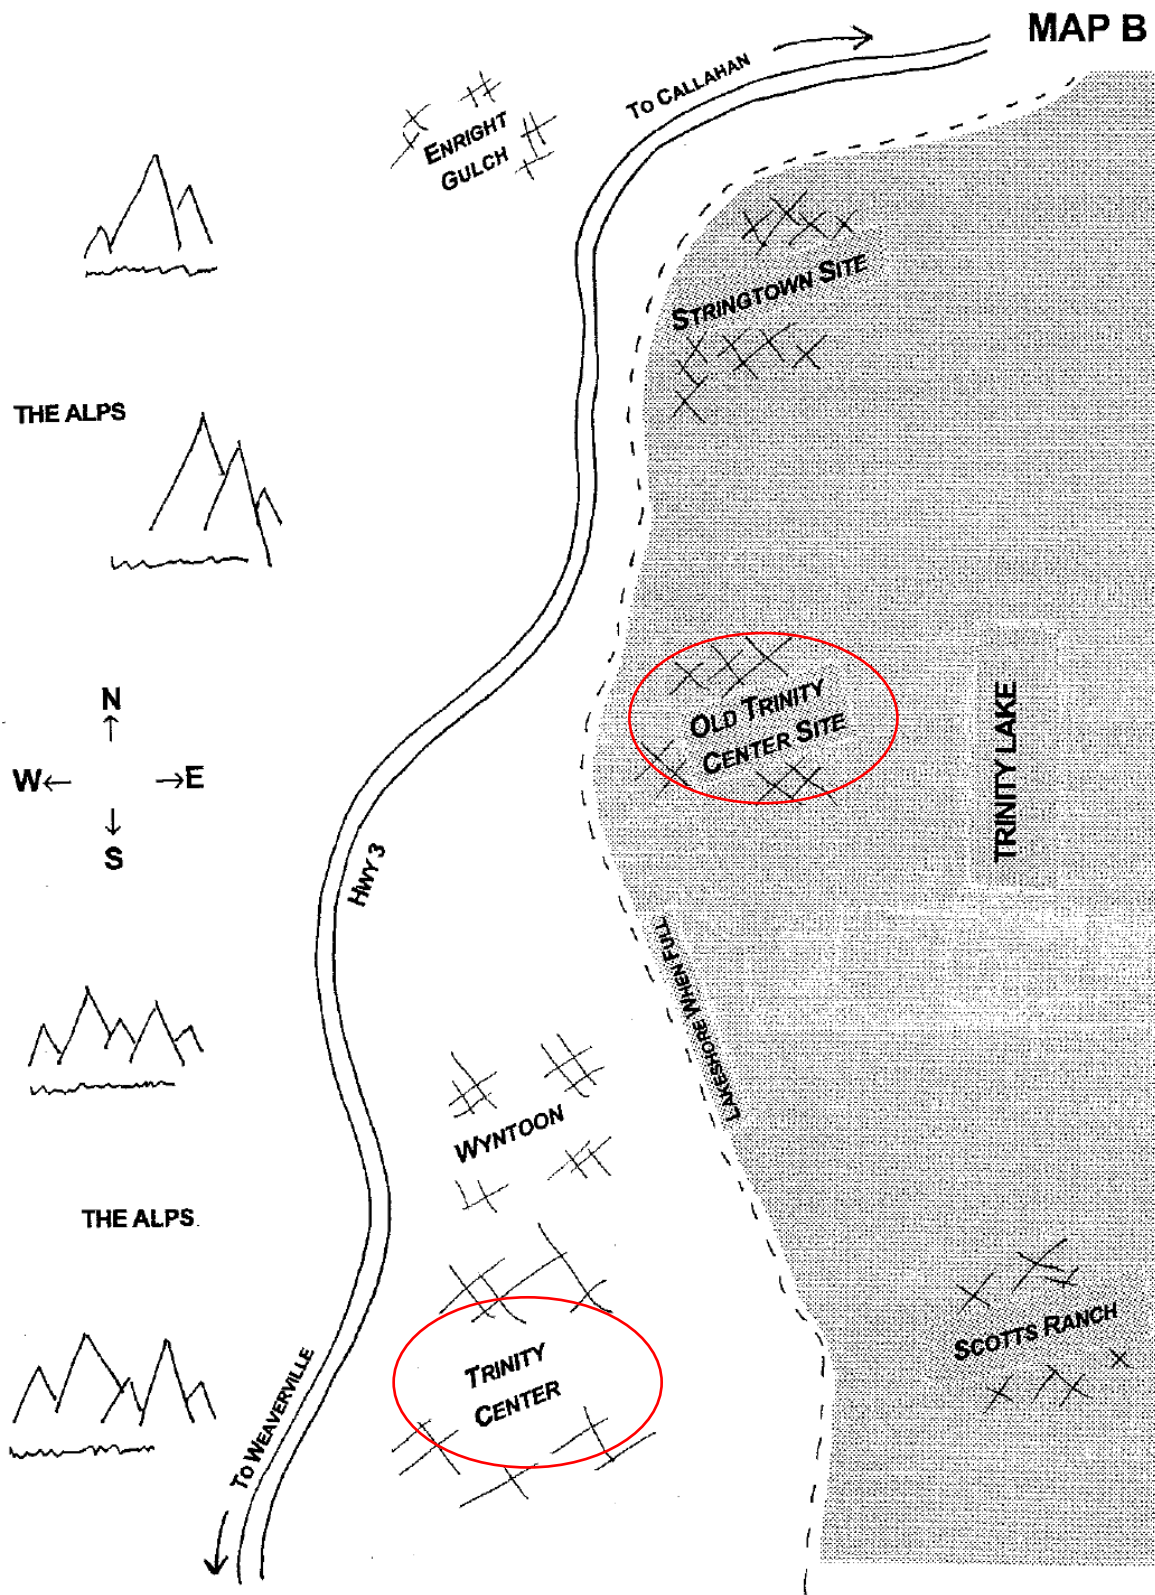 MAP B
TO CALLAHAN
ENRIGHT
GULCH
STRINGTOWN SITE
THE ALPS
N
W
E
S
OLD TRINITY
CENTER SITE
TRINITY LAKE
HWY 3
LAKESHORE WHEN FULL
WYNTOON
THE ALPS
SCOTTS RANCH
TRINITY
CENTER
TO WEAVERVILLE